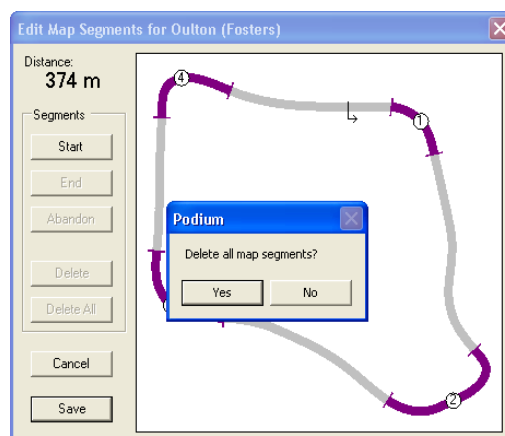 Edit Map Segments for Oulton (Fosters)
Distance:
374 m
Segments
Start
End
Abandon
Delete
Delete All
Cancel
Save
4
1
2
Podium
Delete all map segments?
Yes
No